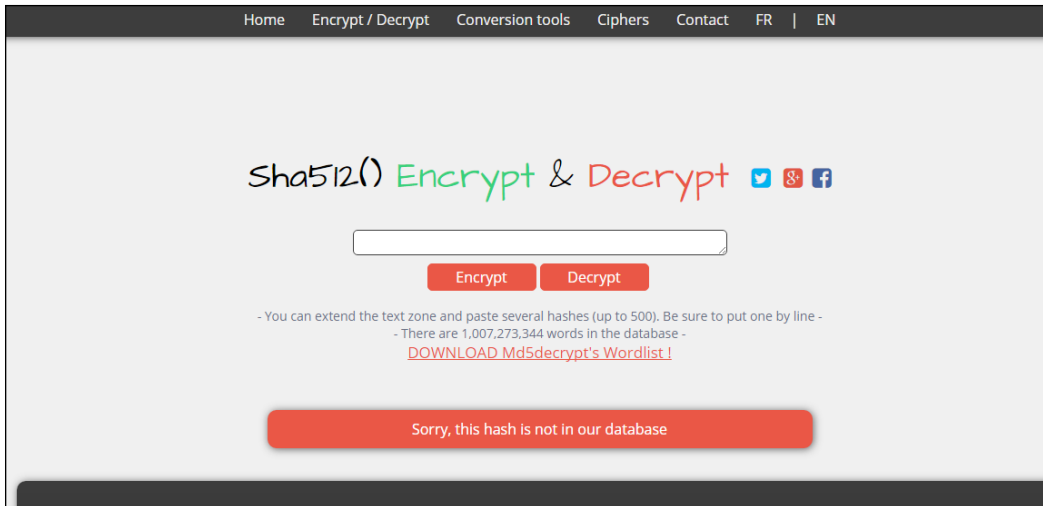 Home Encrypt / Decrypt Conversion tools Ciphers Contact FR | EN
Sha512() Encrypt & Decrypt
Encrypt Decrypt
- You can extend the text zone and paste several hashes (up to 500). Be sure to put one by line -
- There are 1,007,273,344 words in the database -
DOWNLOAD Md5decrypt's Wordlist !
Sorry, this hash is not in our database